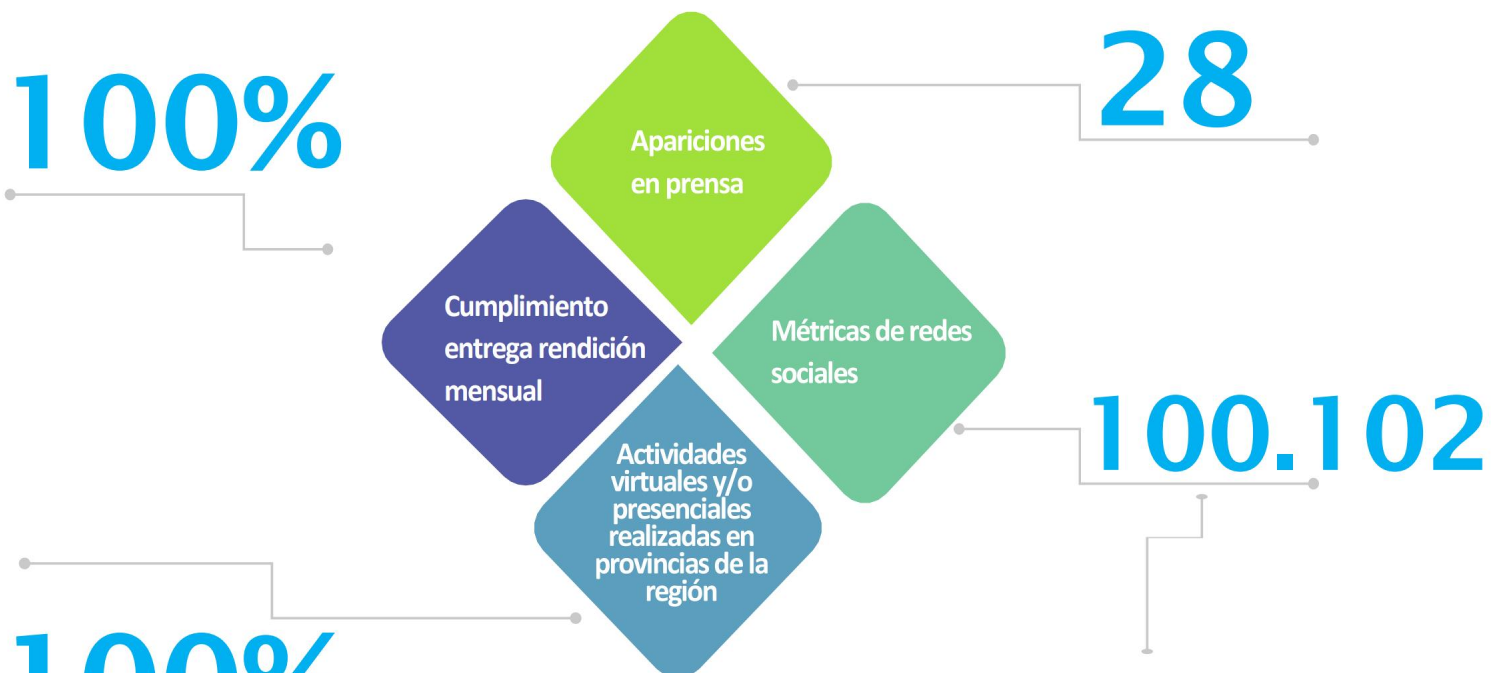 100%
28
Apariciones
en prensa
Cumplimiento
entrega rendición
mensual
Métricas de redes
sociales
100.102
Actividades
virtuales y/o
presenciales
realizadas en
provincias de la
región
100%